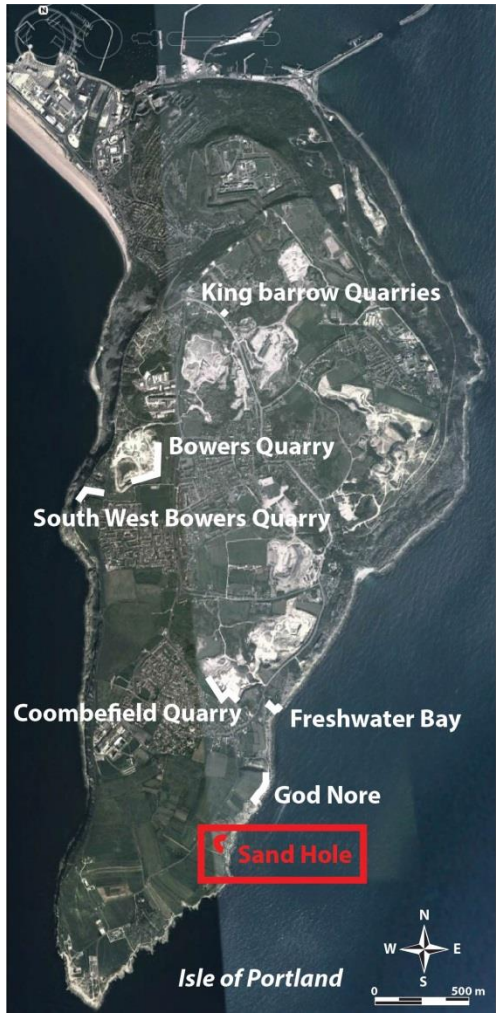 N
King barrow Quarries
Bowers Quarry
South West Bowers Quarry
Coombefield Quarry
Freshwater Bay
God Nore
Sand Hole
N
W E
S
Isle of Portland
0 500 m